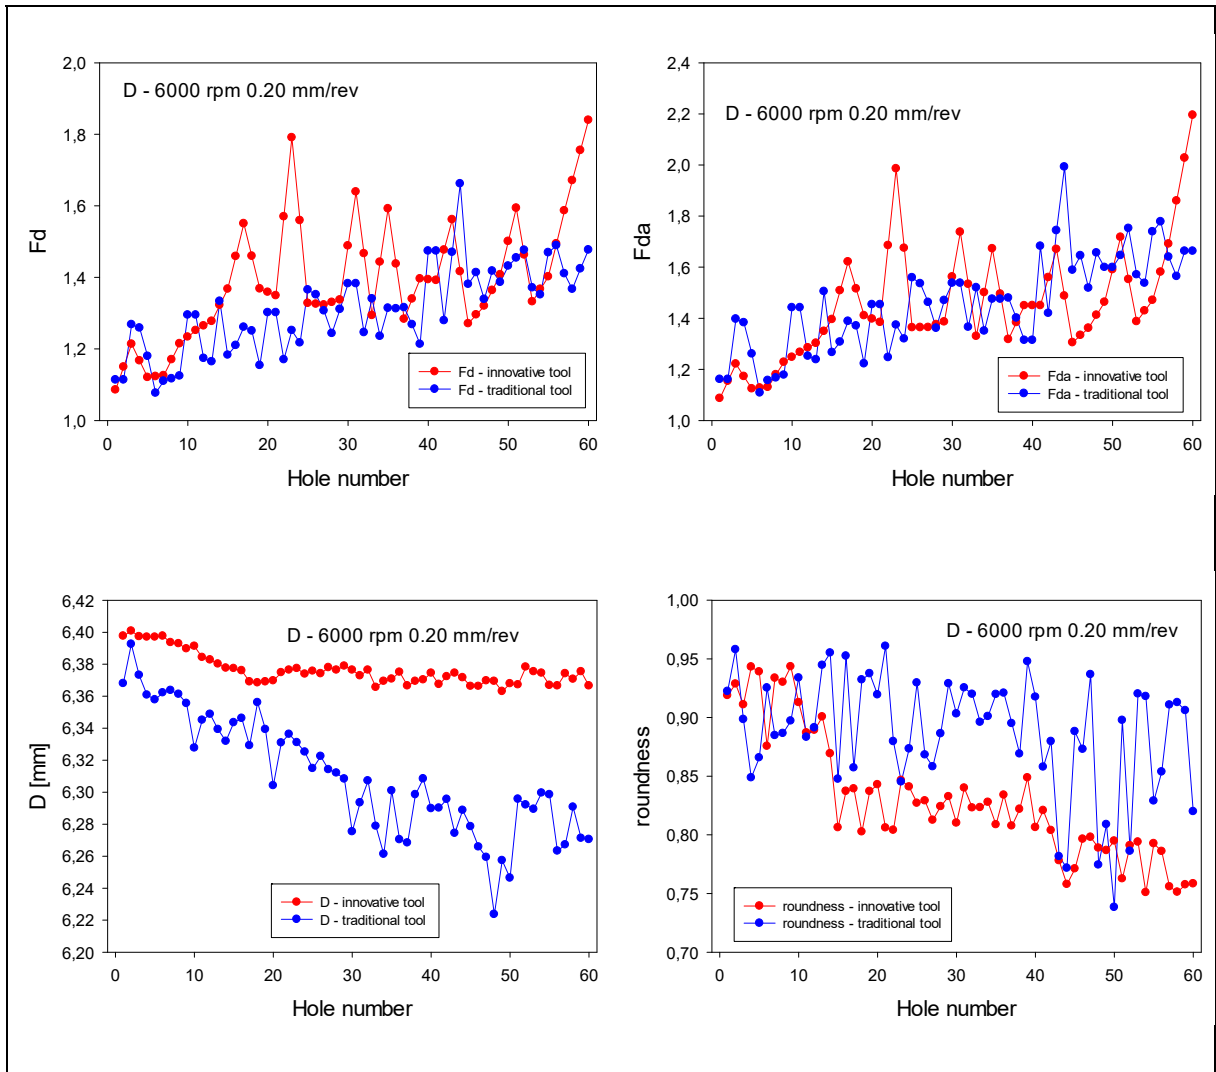 D - 6000 rpm 0.20 mm/rev
Fd
2,0
1,8
1,6
1,4
1,2
1,0
Fd - innovative tool
Fd - traditional tool
0 10 20 30 40 50 60
Hole number
D - 6000 rpm 0.20 mm/rev
Fda
2,4
2,2
2,0
1,8
1,6
1,4
1,2
1,0
Fda - innovative tool
Fda - traditional tool
0 10 20 30 40 50 60
Hole number
D - 6000 rpm 0.20 mm/rev
D [mm]
6,42
6,40
6,38
6,36
6,34
6,32
6,30
6,28
6,26
6,24
6,22
6,20
D - innovative tool
D - traditional tool
0 10 20 30 40 50 60
Hole number
D - 6000 rpm 0.20 mm/rev
roundness
1,00
0,95
0,90
0,85
0,80
0,75
0,70
roundness - innovative tool
roundness - traditional tool
0 10 20 30 40 50 60
Hole number